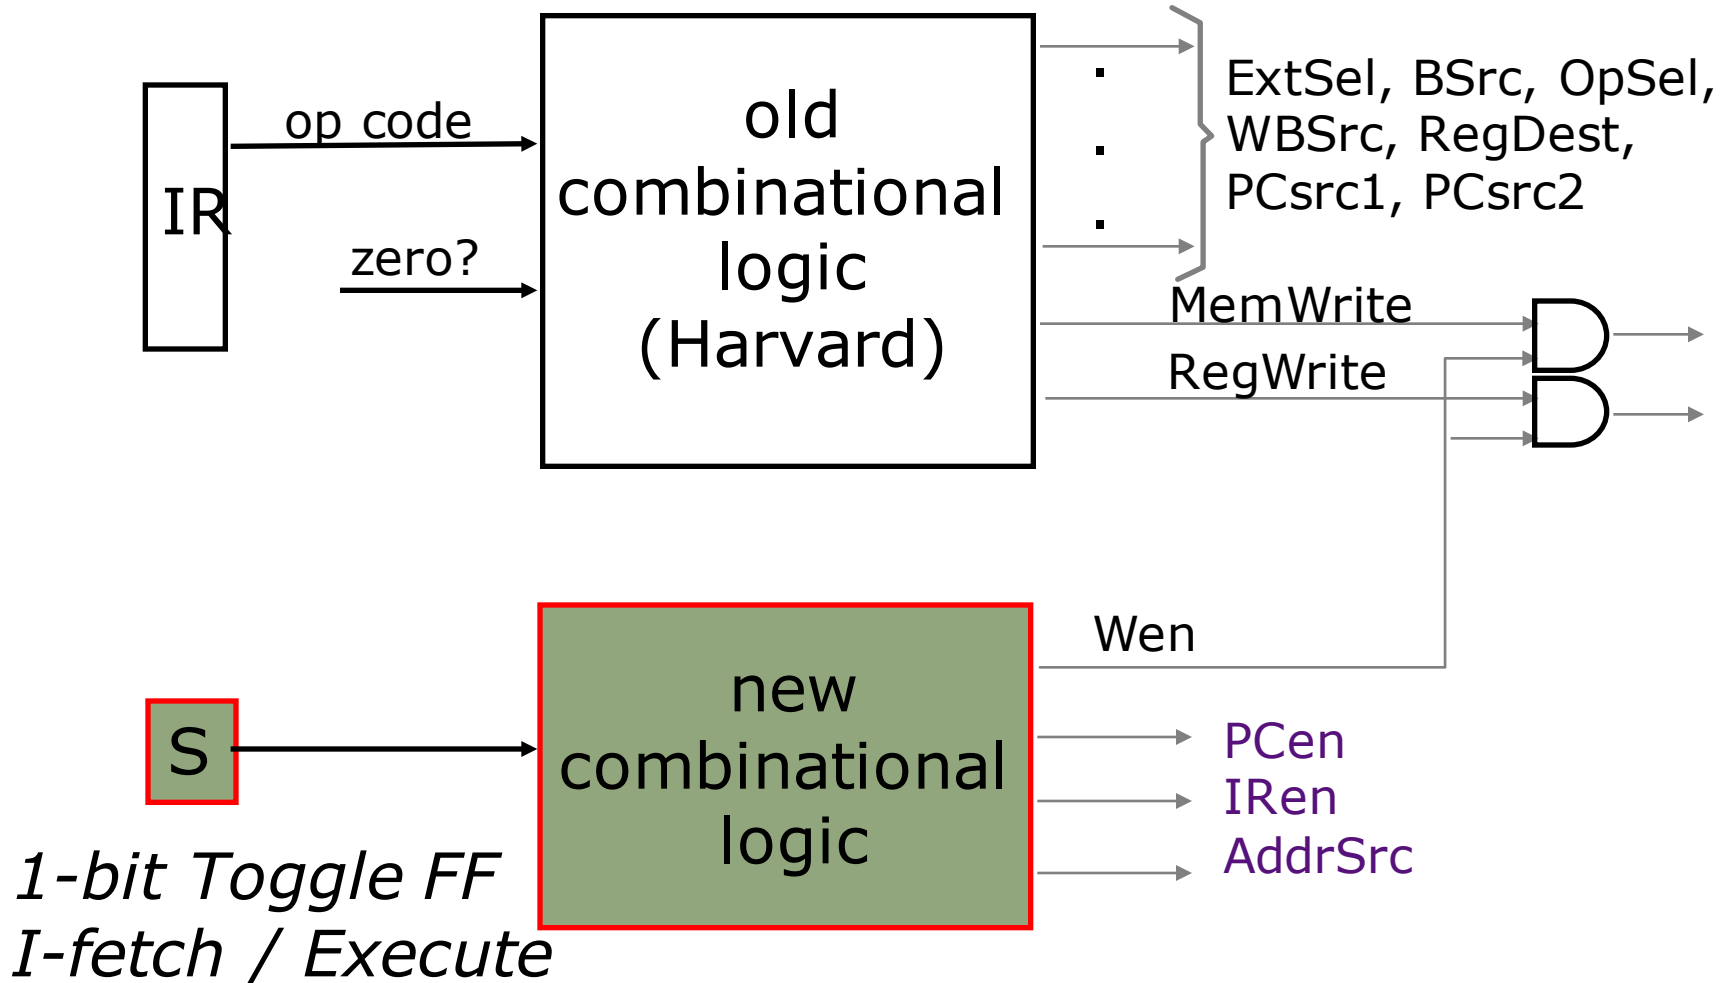 IR
op code
zero?
old
combinational
logic
(Harvard)
ExtSel, BSrc, OpSel,
WBSrc, RegDest,
PCsrc1, PCsrc2
MemWrite
RegWrite
S
1-bit Toggle FF
I-fetch / Execute
new
combinational
logic
Wen
PCen
IRen
AddrSrc